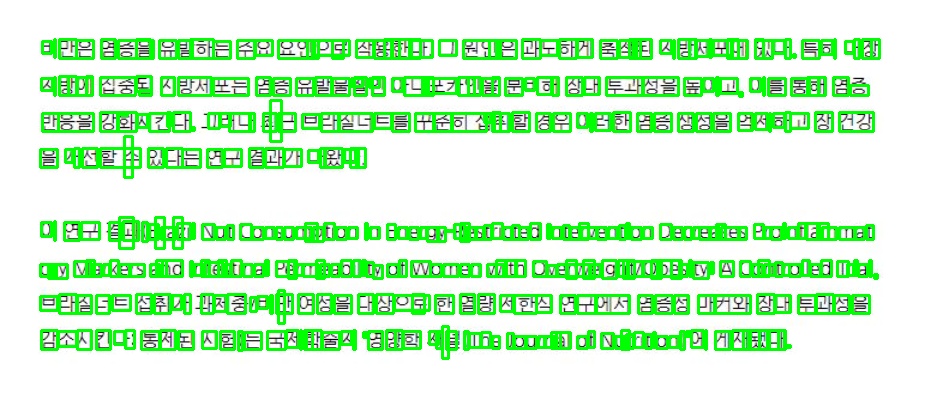 비만은 염증을 유발하는 주요 요인으로 작용한다. 그 원인은 과도하게 축적된 지방세포에 있다. 특히 내장
지방에 집중된 지방세포는 염증 유발물질인 아디포카인을 분비해 장내 투과성을 높이고, 이를 통해 염증
반응을 강화시킨다. 그러나 최근 브라질너트를 꾸준히 섭취할 경우 이러한 염증 생성을 억제하고 장 건강
을 개선할 수 있다는 연구 결과가 나왔다.
이 연구 결과(Brazil Nut Consumption in Energy-Restricted Intervention Decreases Proinflammat
ory Markers and Intestinal Permeability of Women with Overweight/Obesity: A Controlled Trial,
브라질너트 섭취가 과체중/비만 여성을 대상으로 한 열량 제한식 연구에서 염증성 마커와 장내 투과성을
감소시킨다: 통제된 시험)는 국제학술지 '영양학 저널 (The Journal of Nutrition)'에 게재됐다.